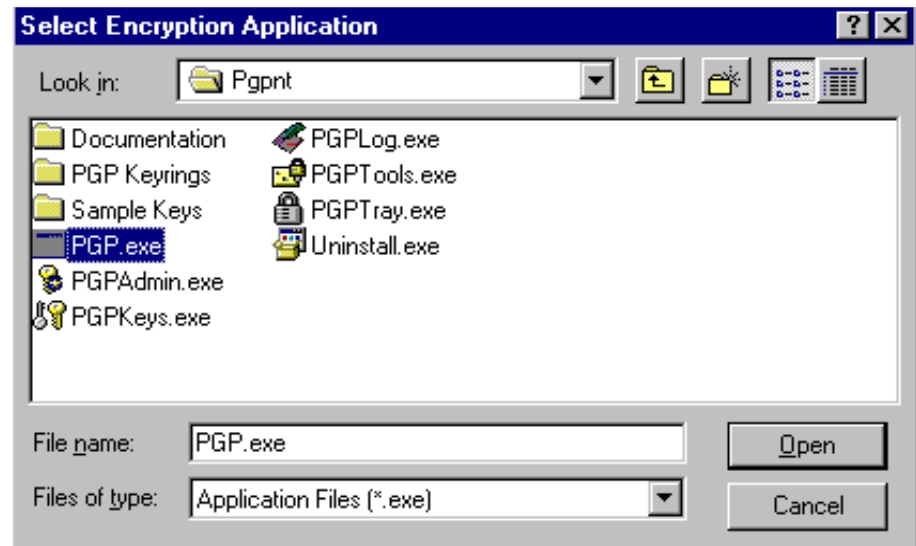 Select Encryption Application
Look in: Pgpnt
Documentation
PGP Keyrings
Sample Keys
PGP.exe
PGPAdmin.exe
PGPKeys.exe
PGPLog.exe
PGPTools.exe
PGPTray.exe
Uninstall.exe
File name: PGP.exe
Open
Files of type: Application Files (*.exe)
Cancel